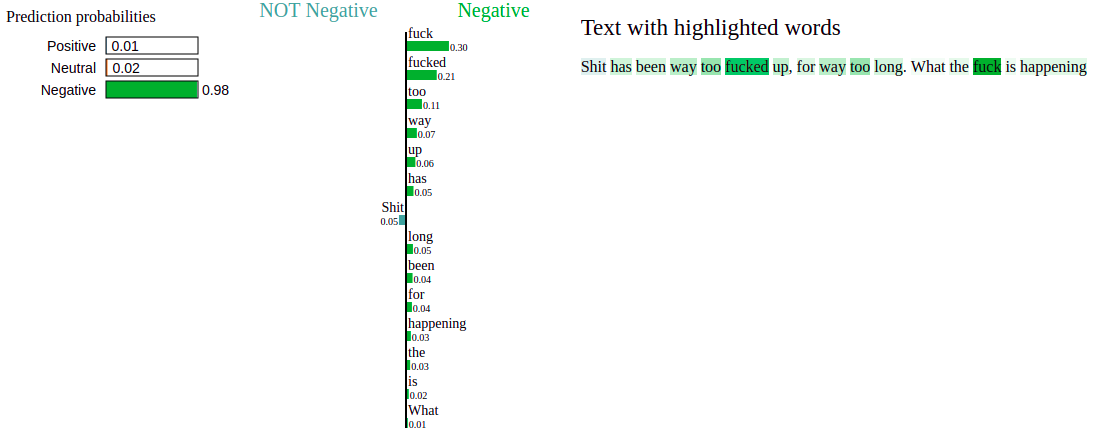 Prediction probabilities
Positive 0.01
Neutral 0.02
Negative 0.98
NOT Negative Negative
fuck
0.30
fucked
0.21
too
0.11
way
0.07
up
0.06
has
0.05
Shit
0.05
long
0.05
been
0.04
for
0.04
happening
0.03
the
0.03
is
0.02
What
0.01
Text with highlighted words
Shit has been way too fucked up, for way too long. What the fuck is happening